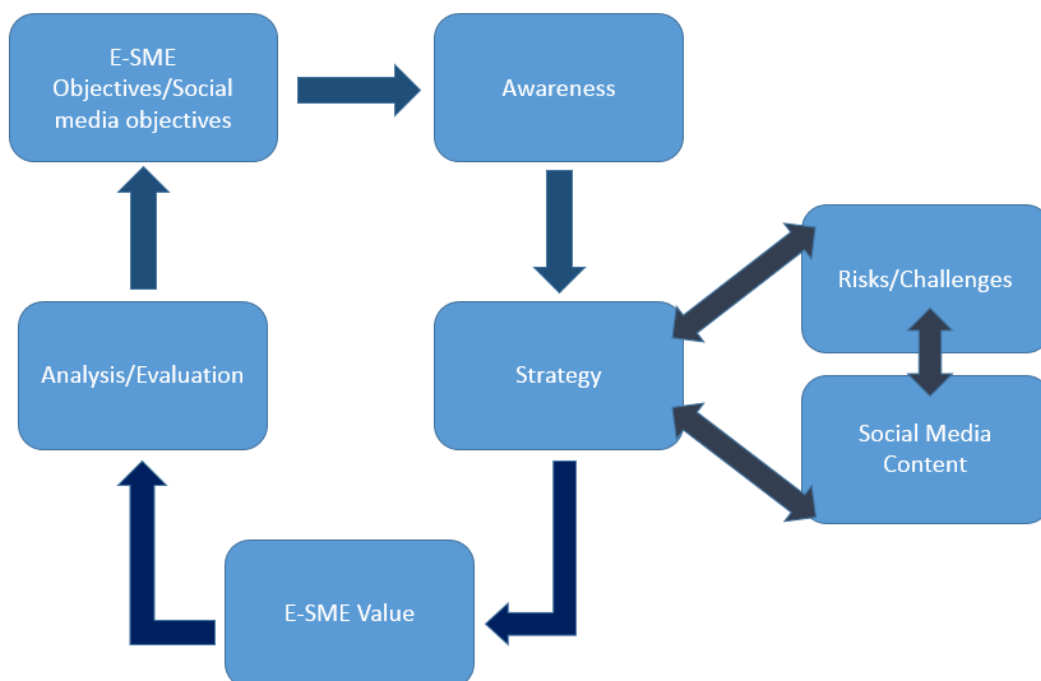 E-SME
Objectives/Social
media objectives
Awareness
Risks/Challenges
Analysis/Evaluation
Strategy
Social Media
Content
E-SME Value